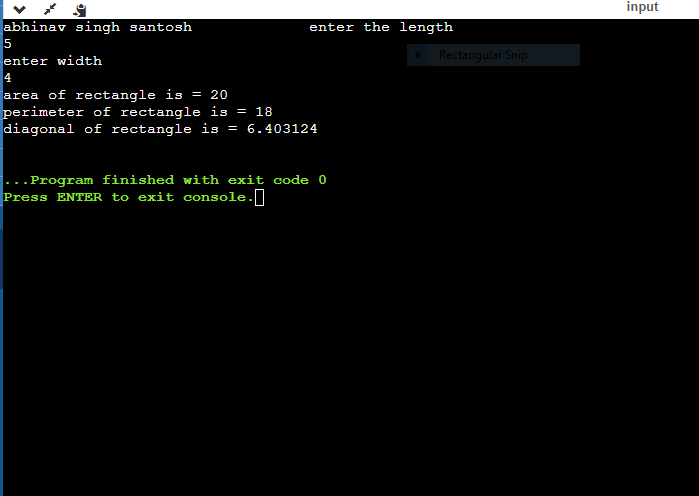 input
abhinav singh santosh enter the length
5
Rectangular Snip
enter width
4
area of rectangle is = 20
perimeter of rectangle is = 18
diagonal of rectangle is = 6.403124
...Program finished with exit code 0
Press ENTER to exit console.